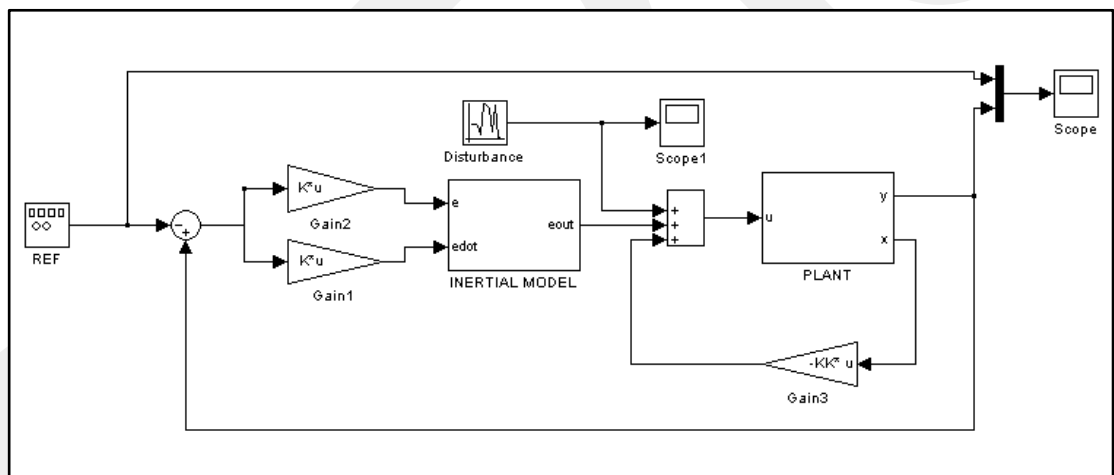 Scope
Disturbance
Scope1
K* u
Gain2
e
edot
eout
INERTIAL MODEL
+
+
+
u
y
x
PLANT
REF
-
+
K* u
Gain1
-KK* u
Gain3